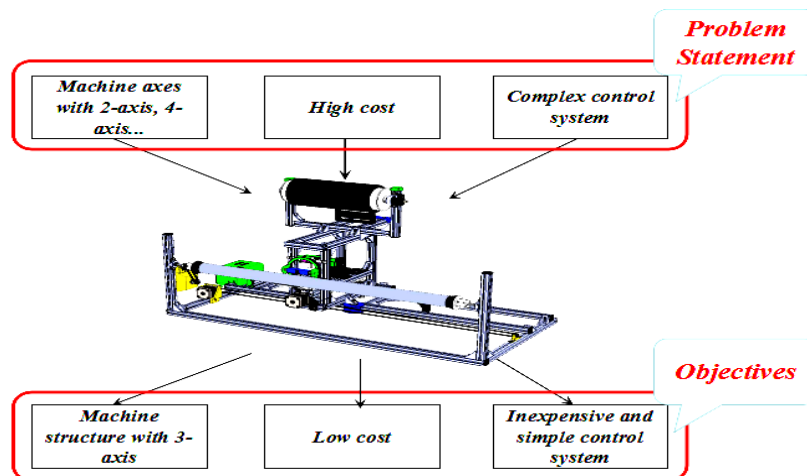 Problem
Statement
Machine axes
with 2-axis, 4-
axis...
High cost
Complex control
system
Objectives
Machine
structure with 3-
axis
Low cost
Inexpensive and
simple control
system